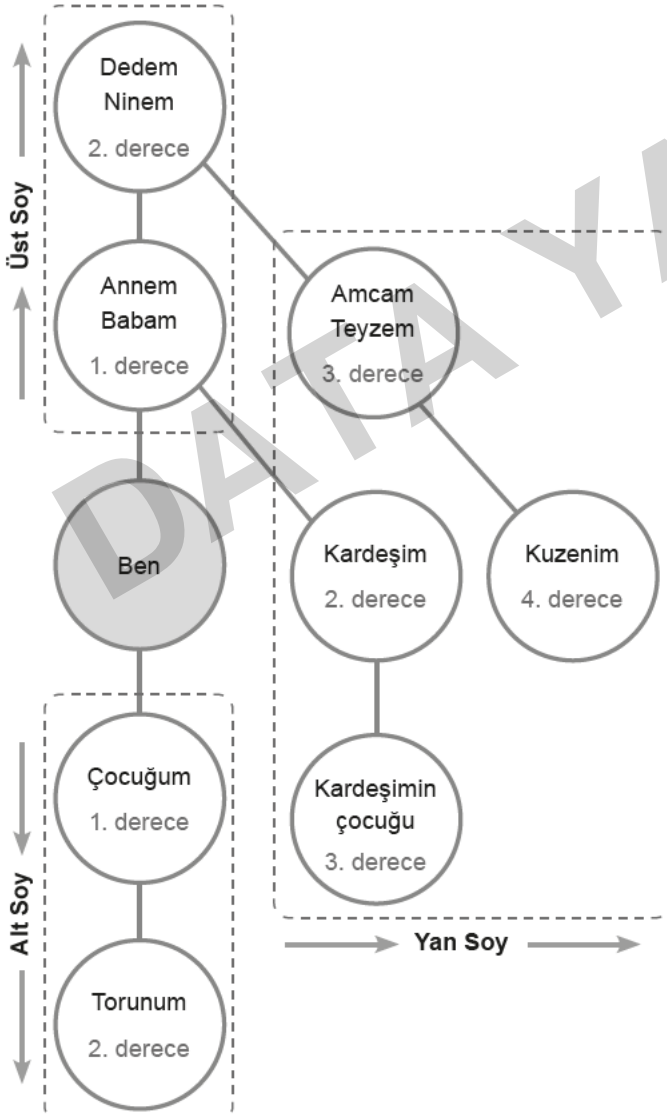 Dedem
Ninem
2. derece
Üst Soy
Annem
Babam
1. derece
Amcam
Teyzem
3. derece
Ben
Kardeşim
2. derece
Kuzenim
4. derece
Çocuğum
1. derece
Kardeşimin
çocuğu
3. derece
Alt Soy
Yan Soy
Torunum
2. derece
DATA YA